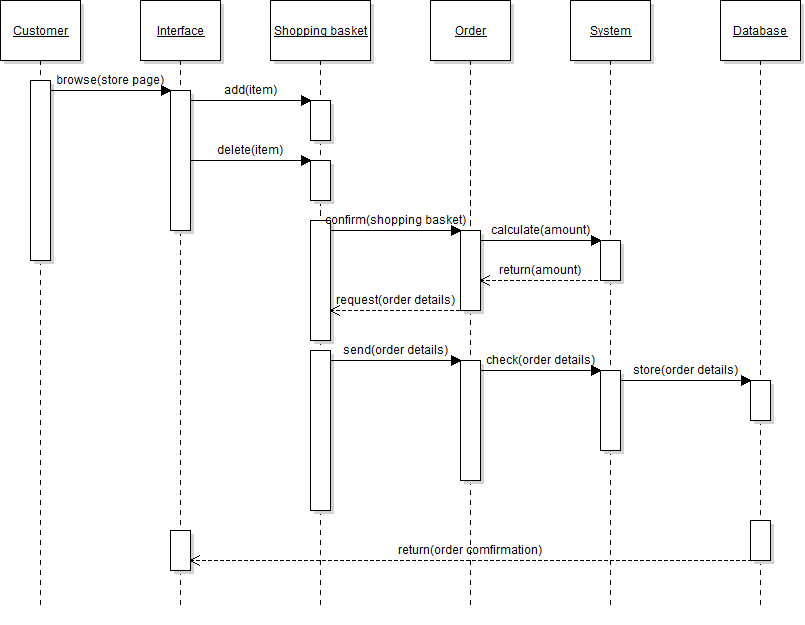 Customer
Interface
Shopping basket
Order
System
Database
browse(store page)
add(item)
delete(item)
confirm(shopping basket)
calculate(amount)
return(amount)
request(order details)
send(order details)
check(order details)
store(order details)
return(order comfirmation)